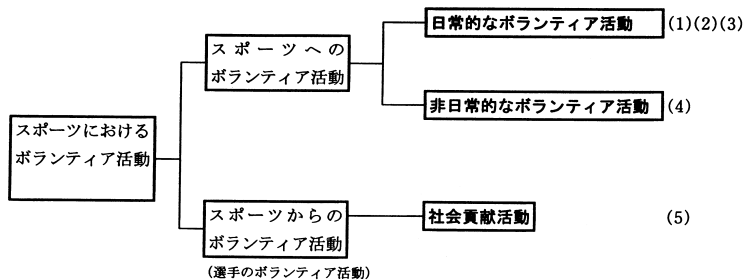 スポーツにおける
ボランティア活動
スポーツへの
ボランティア活動
日常的なボランティア活動 (1)(2)(3)
非日常的なボランティア活動 (4)
スポーツからの
ボランティア活動
(選手のボランティア活動)
社会貢献活動 (5)